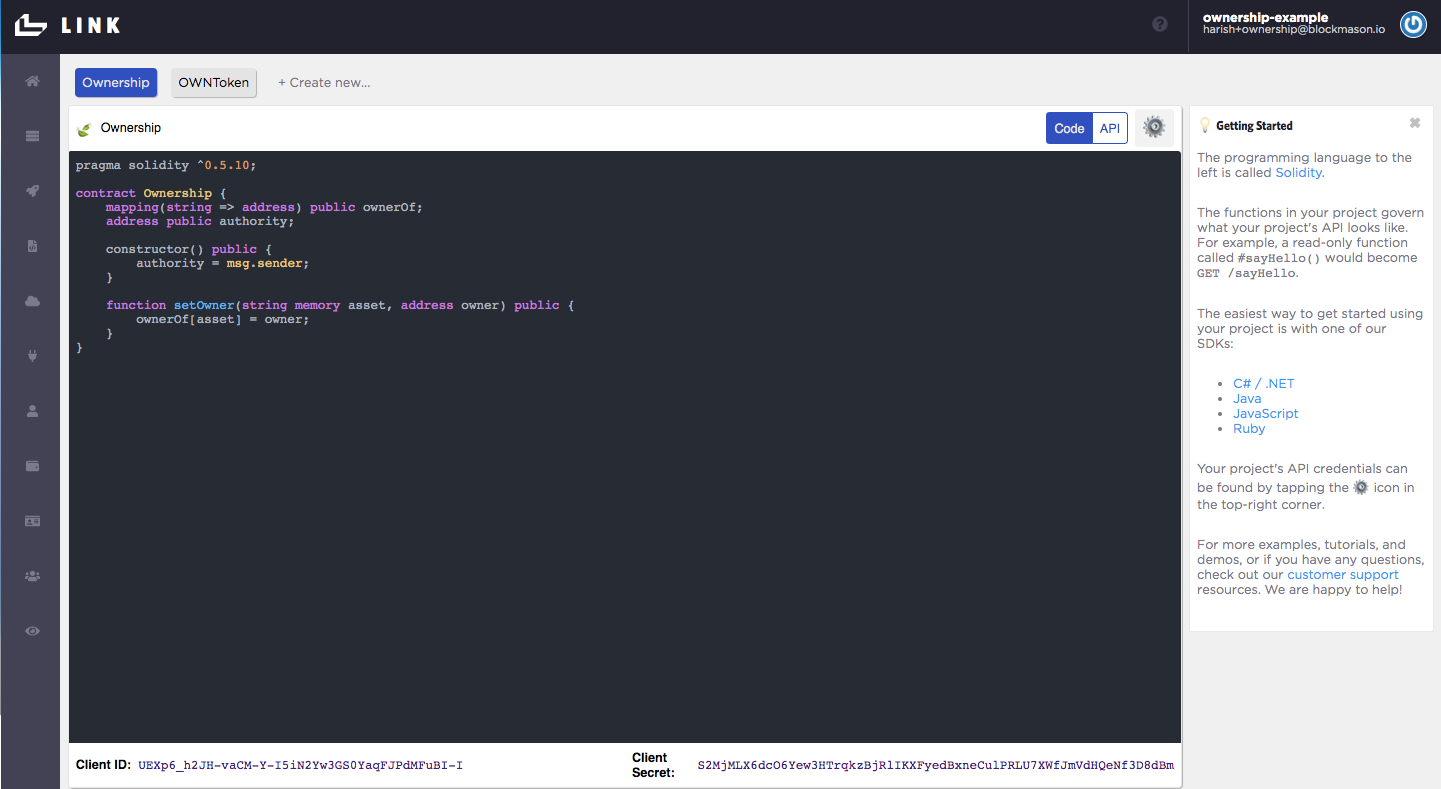 LINK
ownership-example
harish+ownership@blockmason.io
Ownership
OWNToken
+ Create new...
Ownership
Code
API
pragma solidity ^0.5.10;
contract Ownership {
mapping(string => address) public ownerOf;
address public authority;
constructor() public {
authority = msg.sender;
}
function setOwner(string memory asset, address owner) public {
ownerOf[asset] = owner;
}
}
Client ID: UEXp6_h2JH-vaCM-Y-I5iN2Yw3GS0YaqFJPdMFuBI-I
Client
Secret:
S2MjMLX6dcO6Yew3HTrqkzBjRlIKXFyedBxneCulPRLU7XWfJmVdHQeNf3D8dBm
Getting Started
The programming language to the
left is called Solidity.
The functions in your project govern
what your project's API looks like.
For example, a read-only function
called #sayHello() would become
GET /sayHello.
The easiest way to get started using
your project is with one of our
SDKs:
• C# / .NET
• Java
• JavaScript
• Ruby
Your project's API credentials can
be found by tapping the icon in
the top-right corner.
For more examples, tutorials, and
demos, or if you have any questions,
check out our customer support
resources. We are happy to help!